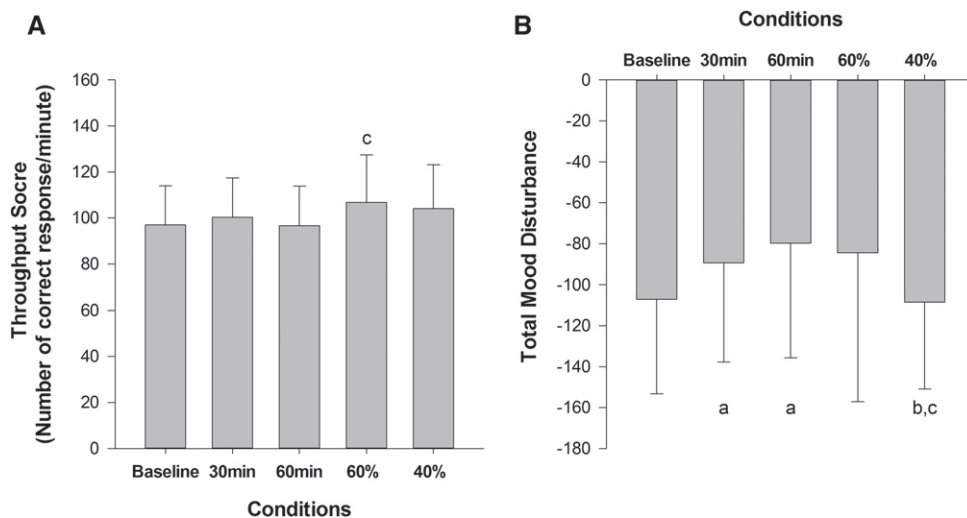 A
Throughput Socre
(Number of correct response/minute)
160
140
120
100
80
60
40
20
0
c
Baseline 30min 60min 60% 40%
Conditions
B
Conditions
Baseline 30min 60min 60% 40%
Total Mood Disturbance
0
-20
-40
-60
-80
-100
-120
-140
-160
-180
a a b,c